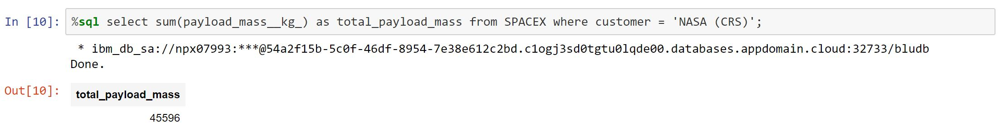 In [10]: %sql select sum(payload_mass__kg_) as total_payload_mass from SPACEX where customer = 'NASA (CRS)';
* ibm_db_sa://npx07993:***@54a2f15b-5c0f-46df-8954-7e38e612c2bd.c1ogj3sd0tgtu0lqde00.databases.appdomain.cloud:32733/bludb
Done.
Out[10]: total_payload_mass
45596